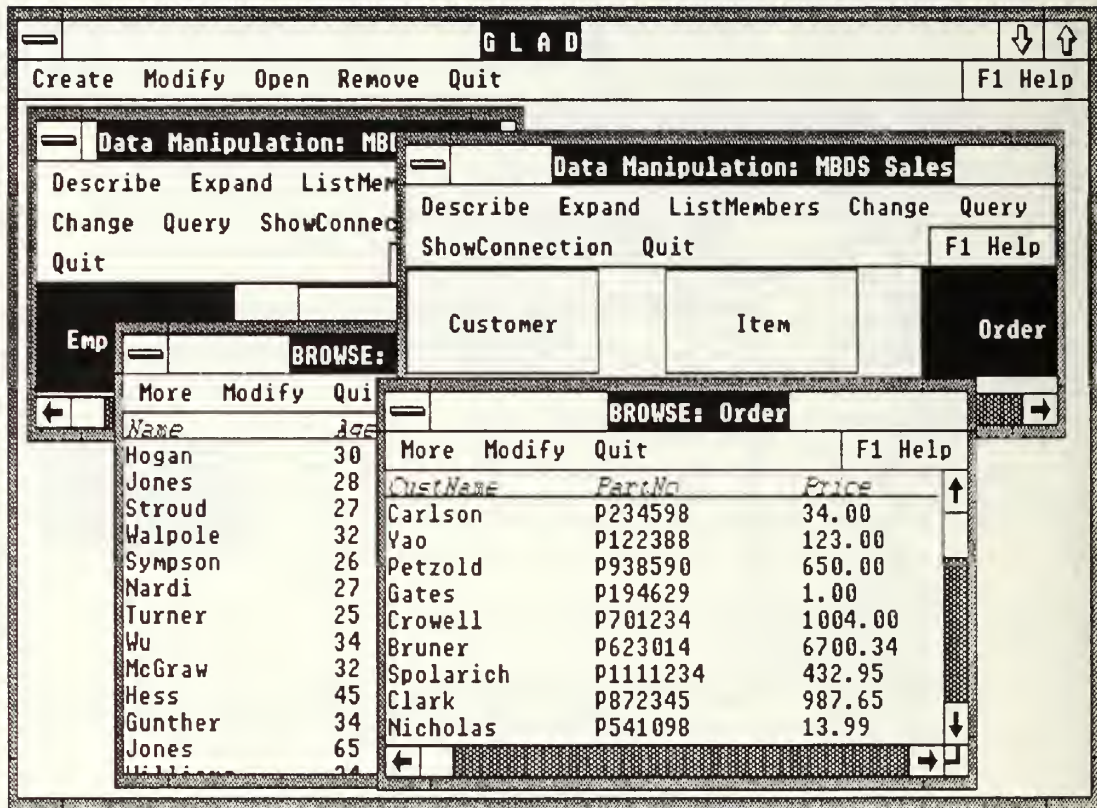 G L A D
Create Modify Open Remove Quit F1 Help
Data Manipulation: MB
Describe Expand ListMem
Change Query ShowConnec
Quit
Emp
Data Manipulation: MBDS Sales
Describe Expand ListMembers Change Query
ShowConnection Quit F1 Help
Customer Item Order
BROWSE:
More Modify Qui
Name Age
Hogan 30
Jones 28
Stroud 27
Walpole 32
Sympson 26
Nardi 27
Turner 25
Wu 34
McGraw 32
Hess 45
Gunther 34
Jones 65
BROWSE: Order
More Modify Quit F1 Help
CustName PartNo Price
Carlson P234598 34.00
Yao P122388 123.00
Petzold P938590 650.00
Gates P194629 1.00
Crowell P701234 1004.00
Bruner P623014 6700.34
Spolarich P1111234 432.95
Clark P872345 987.65
Nicholas P541098 13.99